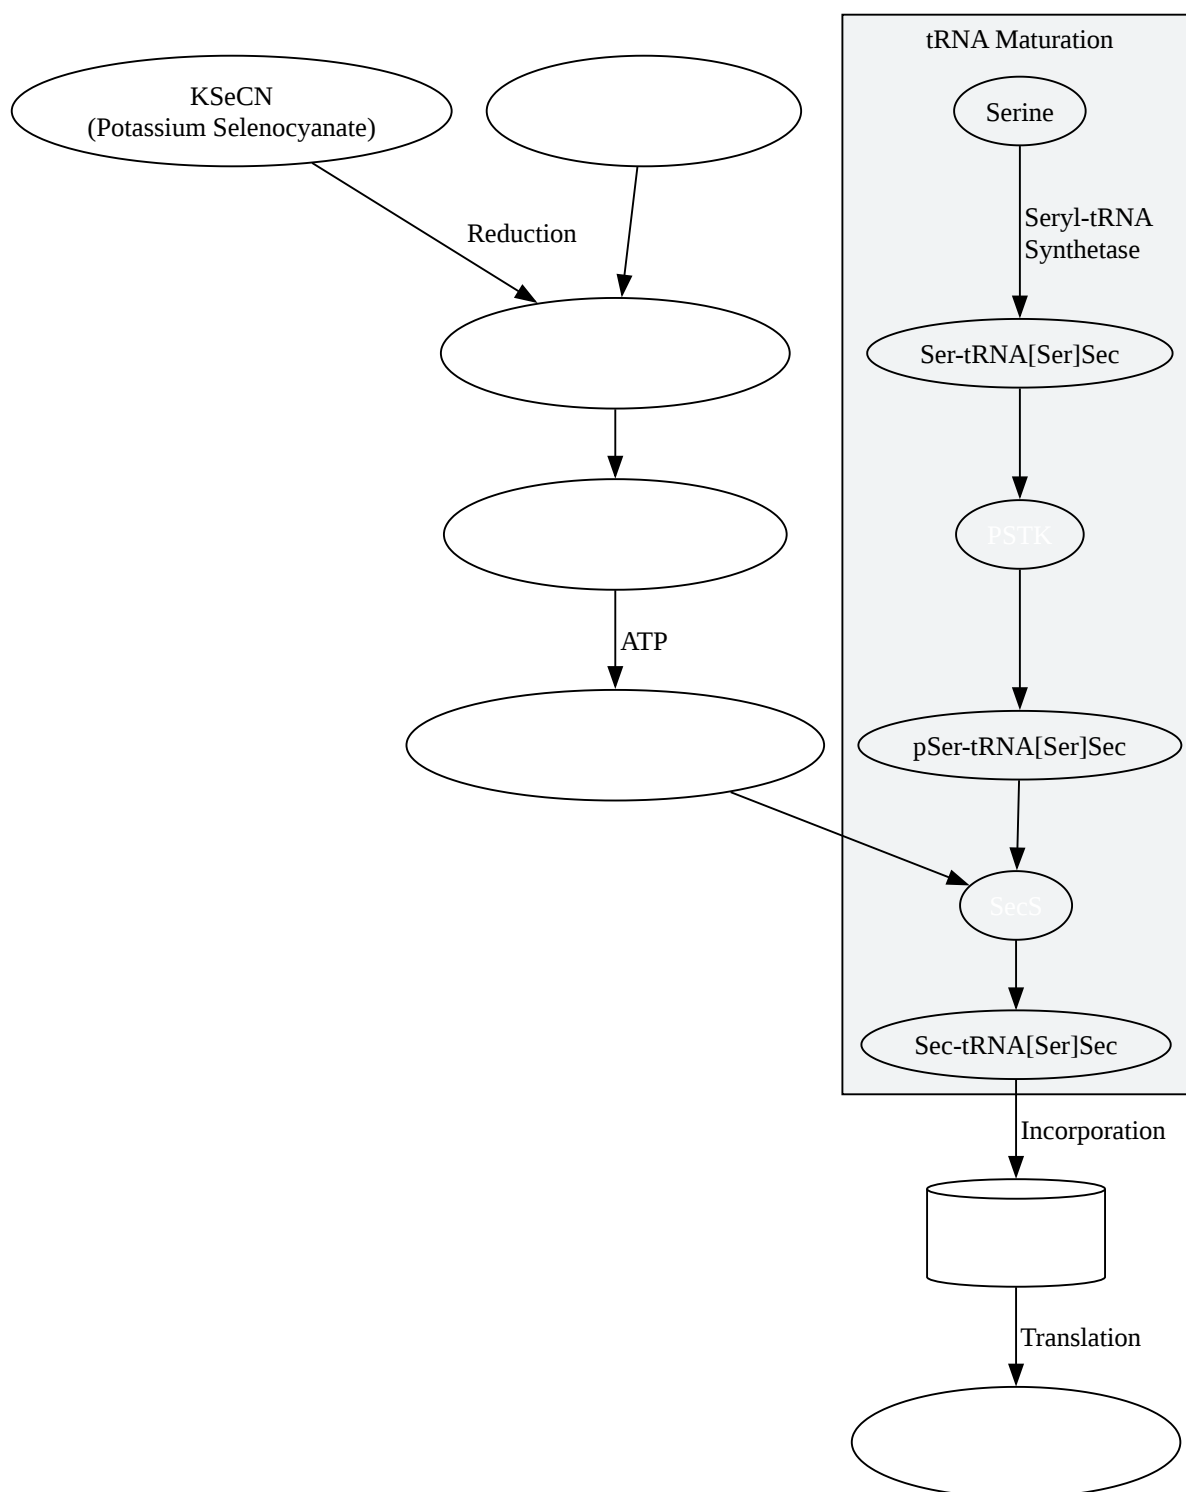 tRNA Maturation
KSeCN
(Potassium Selenocyanate)
Serine
Reduction
Seryl-tRNA
Synthetase
Ser-tRNA[Ser]Sec
PSTK
ATP
pSer-tRNA[Ser]Sec
SecS
Sec-tRNA[Ser]Sec
Incorporation
Translation